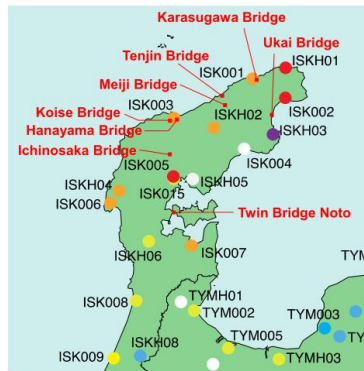 Karasugawa Bridge
Tenjin Bridge
Ukai Bridge
ISK001
ISKH01
Meiji Bridge
ISK003
ISKH02
ISK002
Koise Bridge
Hanayama Bridge
ISKH03
Ichinosaka Bridge
ISK004
ISK005
ISKH04
ISK015
ISKH05
ISK006
Twin Bridge Noto
ISKH06
ISK007
TYM
ISK008
TYMH01
TYM002
TYM003
TYM005
TY
ISK009
ISKH08
TYMH03